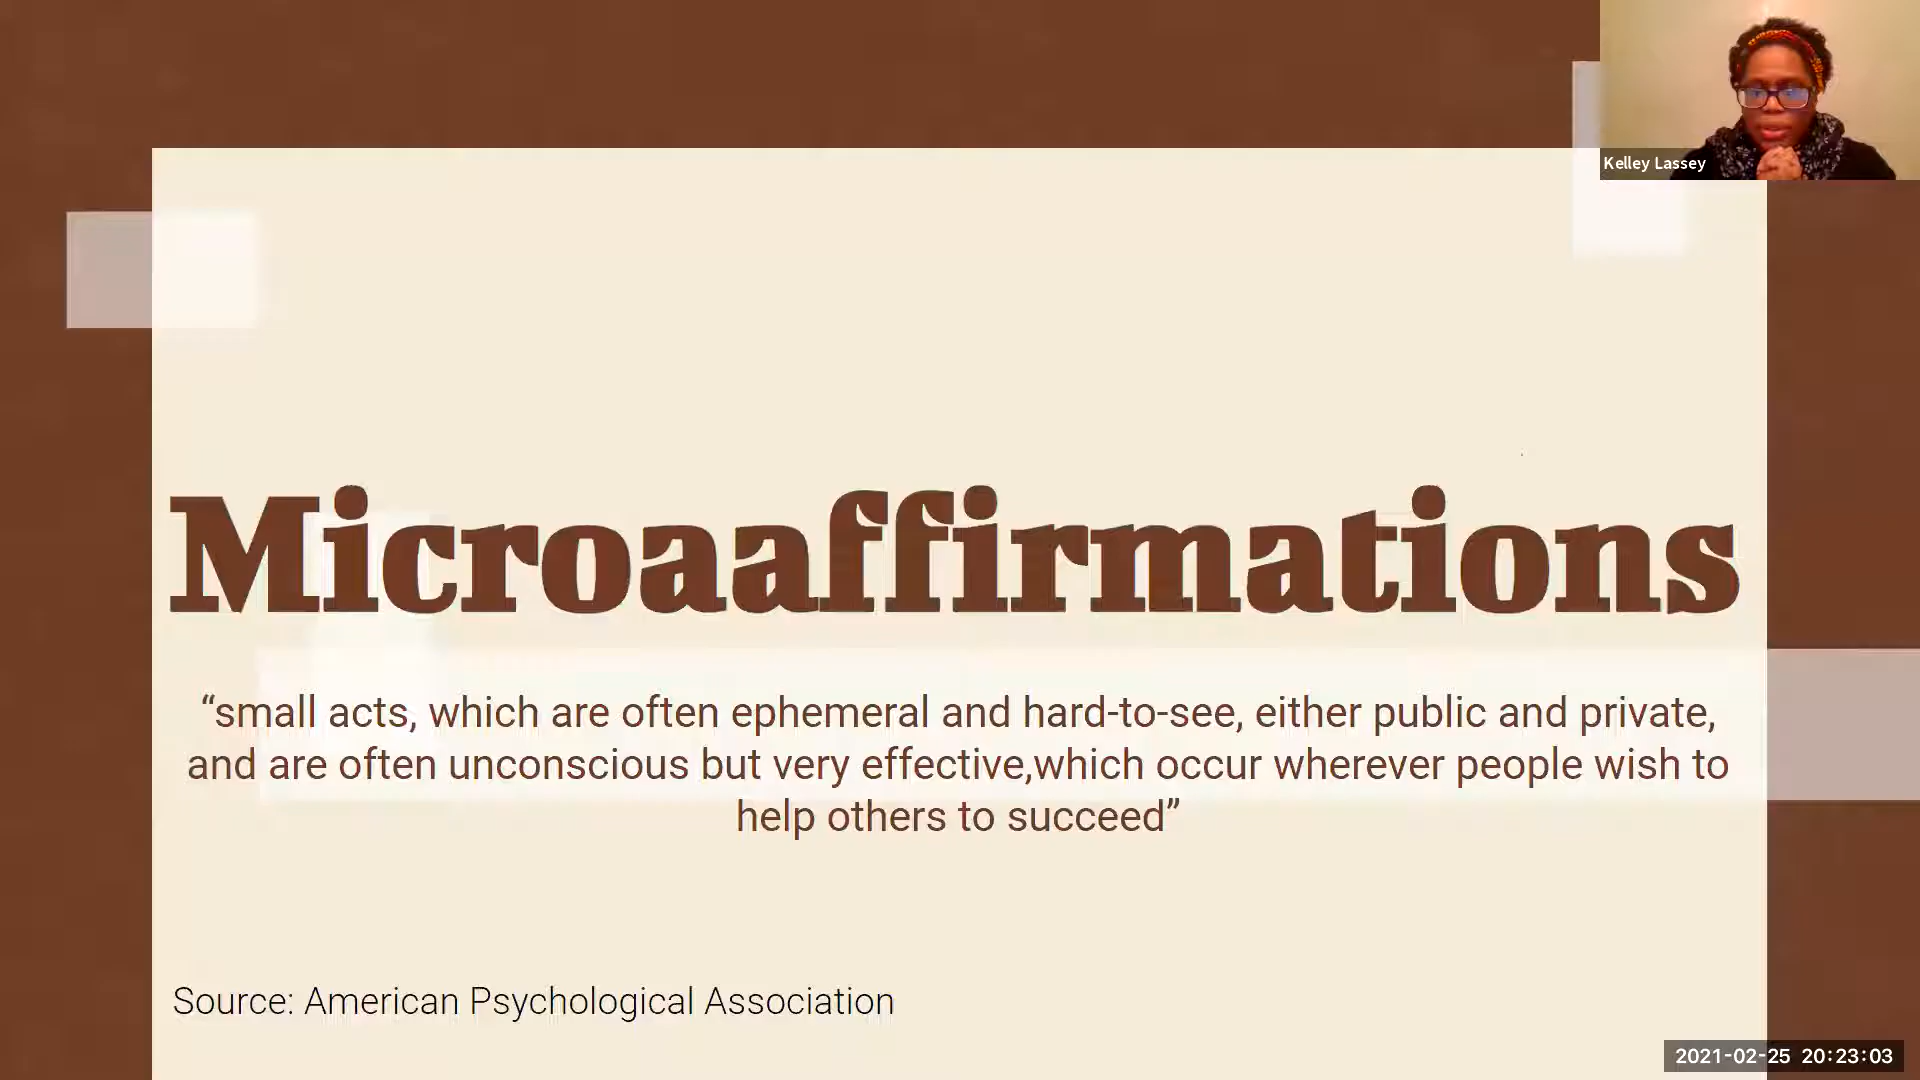 Kelley Lassey
Microaaffirmations
“small acts, which are often ephemeral and hard-to-see, either public and private,
and are often unconscious but very effective,which occur wherever people wish to
help others to succeed”
Source: American Psychological Association
2021-02-25 20:23:03